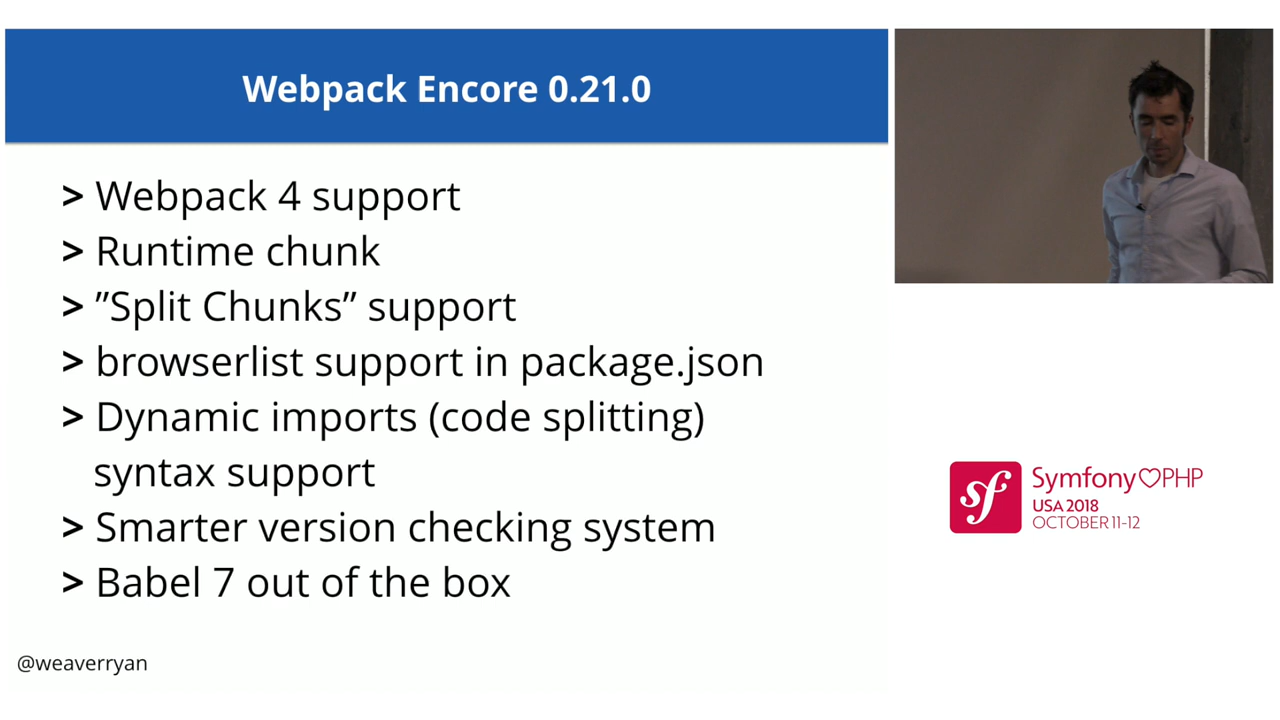 Webpack Encore 0.21.0
> Webpack 4 support
> Runtime chunk
> ”Split Chunks” support
> browserlist support in package.json
> Dynamic imports (code splitting)
syntax support
> Smarter version checking system
> Babel 7 out of the box
@weaverryan
sf
Symfony♡PHP
USA 2018
OCTOBER 11-12